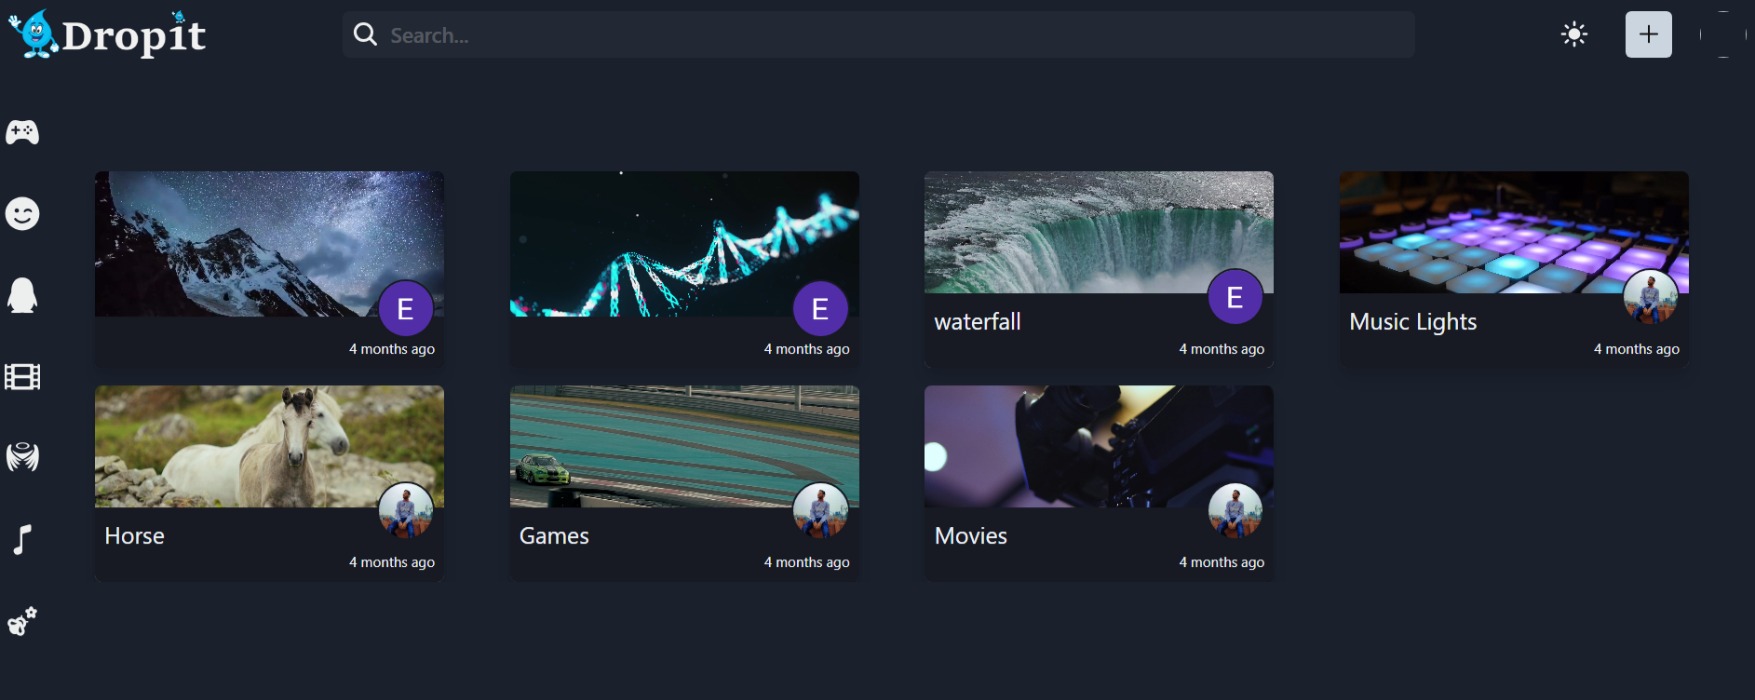 Dropit
Search...
E
4 months ago
E
4 months ago
E
waterfall
4 months ago
Music Lights
4 months ago
Horse
4 months ago
Games
4 months ago
Movies
4 months ago